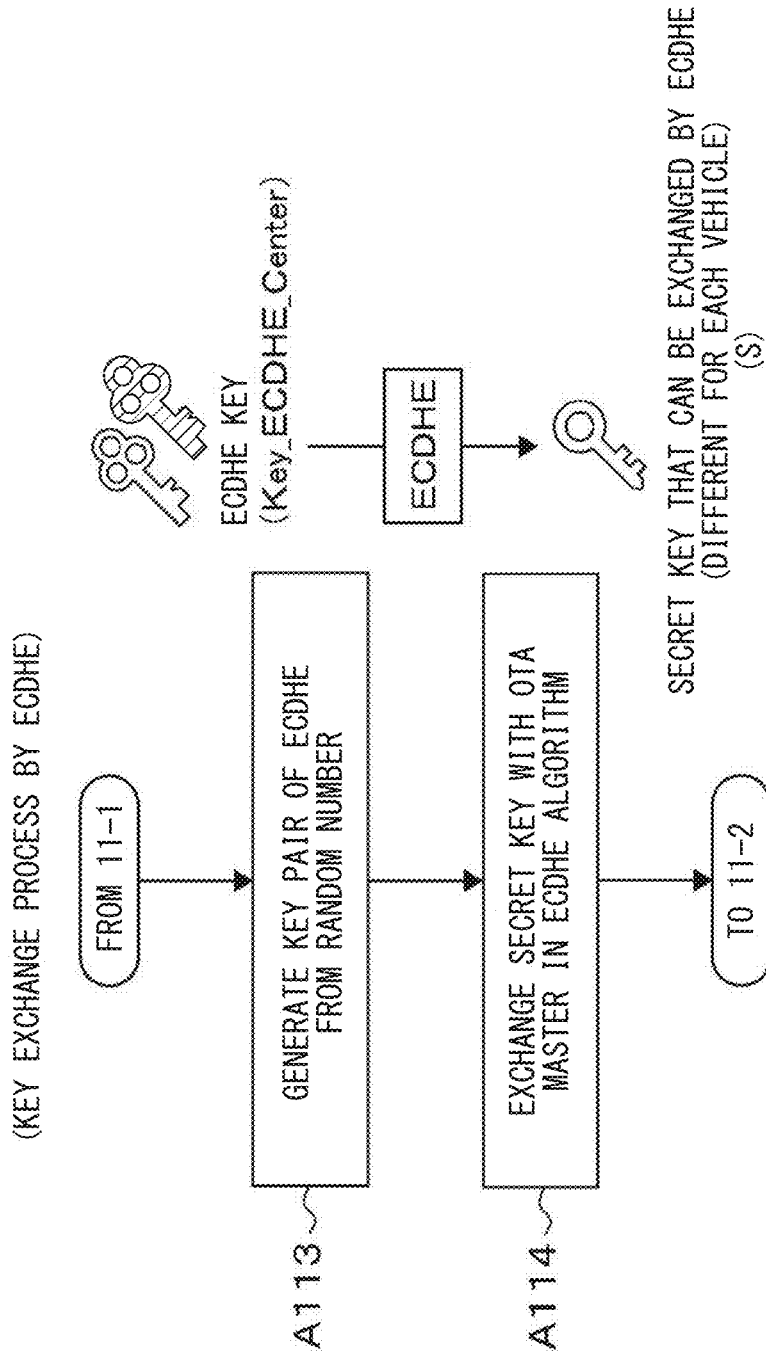 (KEY EXCHANGE PROCESS BY ECDHE)
FROM 11-1
A113
GENERATE KEY PAIR OF ECDHE
FROM RANDOM NUMBER
ECDHE KEY
(Key_ECDHE_Center)
A114
EXCHANGE SECRET KEY WITH OTA
MASTER IN ECDHE ALGORITHM
ECDHE
TO 11-2
SECRET KEY THAT CAN BE EXCHANGED BY ECDHE
(DIFFERENT FOR EACH VEHICLE)
(S)